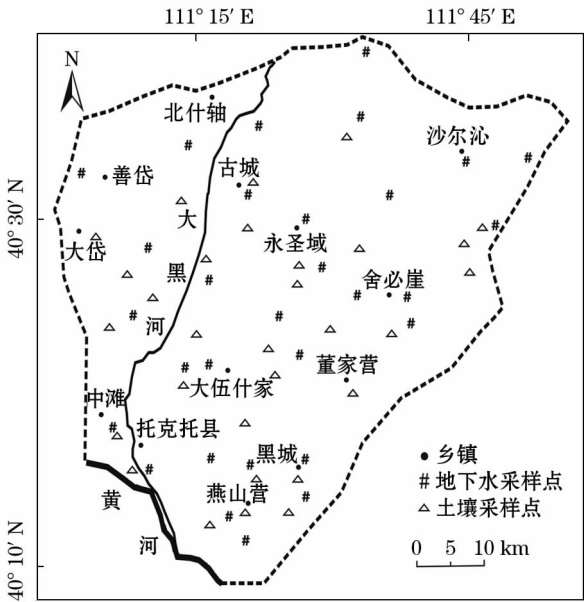 111° 15′ E
111° 45′ E
N
北什轴
沙尔沁
善岱
古城
40° 30′ N
大岱
大黑河
永圣域
舍必崖
董家营
大伍什家
中滩
托克托县
黑城
乡镇
# 地下水采样点
土壤采样点
燕山营
黄河
0 5 10 km
40° 10′ N